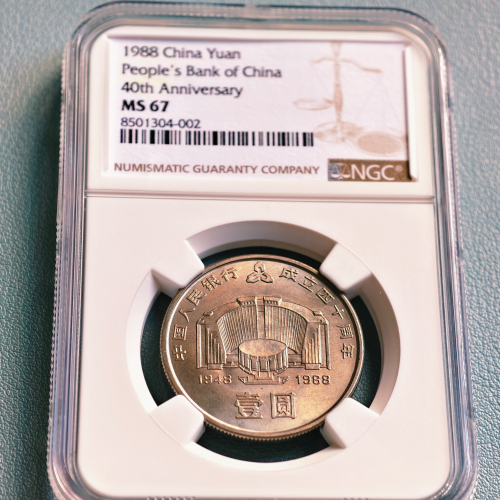 1988 China Yuan
People's Bank of China
40th Anniversary
MS 67
8501304-002
NUMISMATIC GUARANTY COMPANY
NGC®
中国人民银行 成立四十周年
1948 1988
壹圆